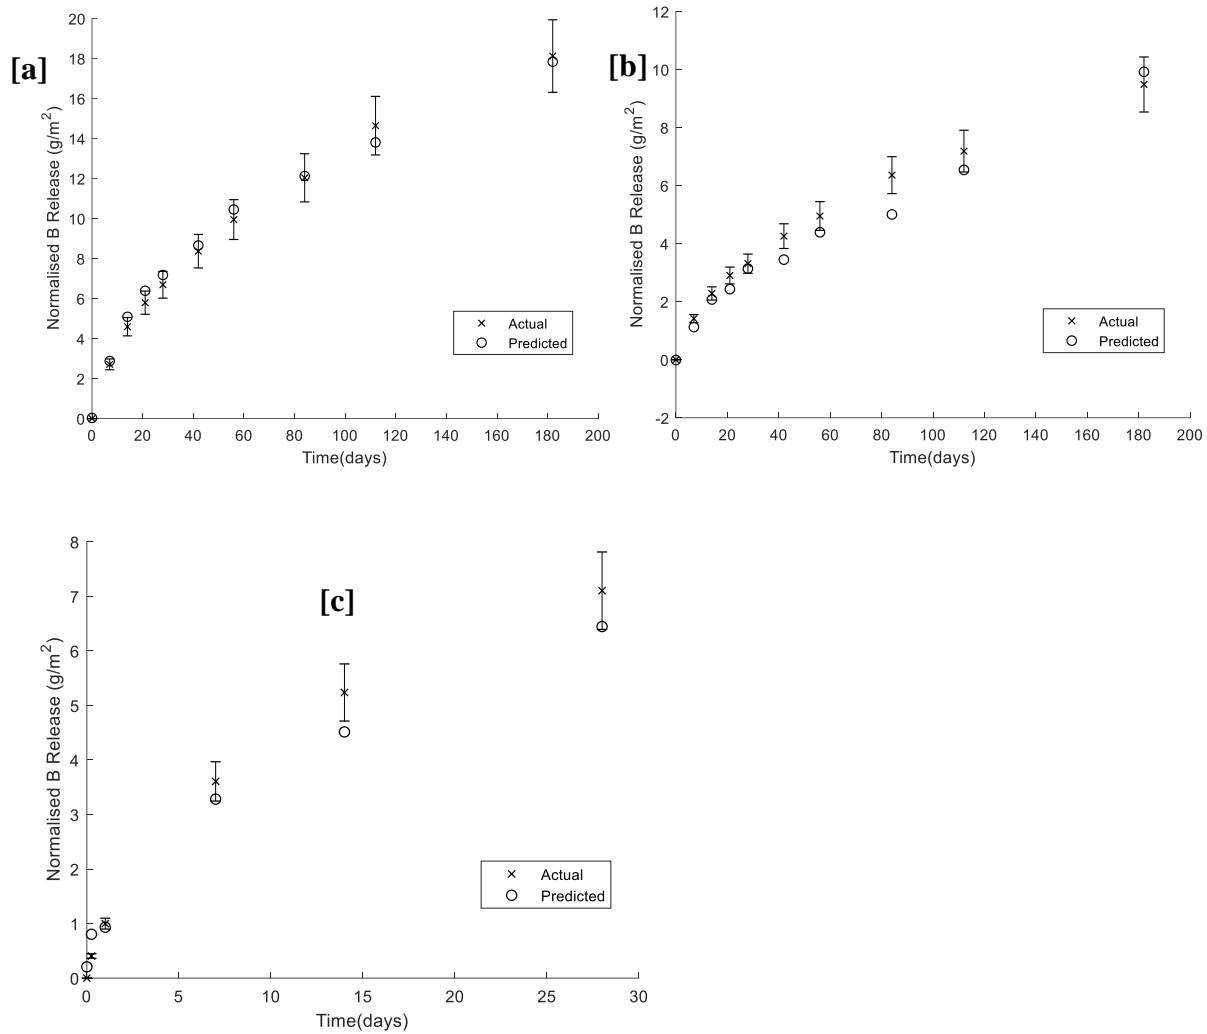 [a]
20
18
16
14
12
10
8
6
4
2
0
Normalised B Release (g/m²)
0 20 40 60 80 100 120 140 160 180 200
Time(days)
Actual
Predicted
[b]
12
10
8
6
4
2
0
-2
Normalised B Release (g/m²)
0 20 40 60 80 100 120 140 160 180 200
Time(days)
Actual
Predicted
[c]
8
7
6
5
4
3
2
1
0
Normalised B Release (g/m²)
0 5 10 15 20 25 30
Time(days)
Actual
Predicted